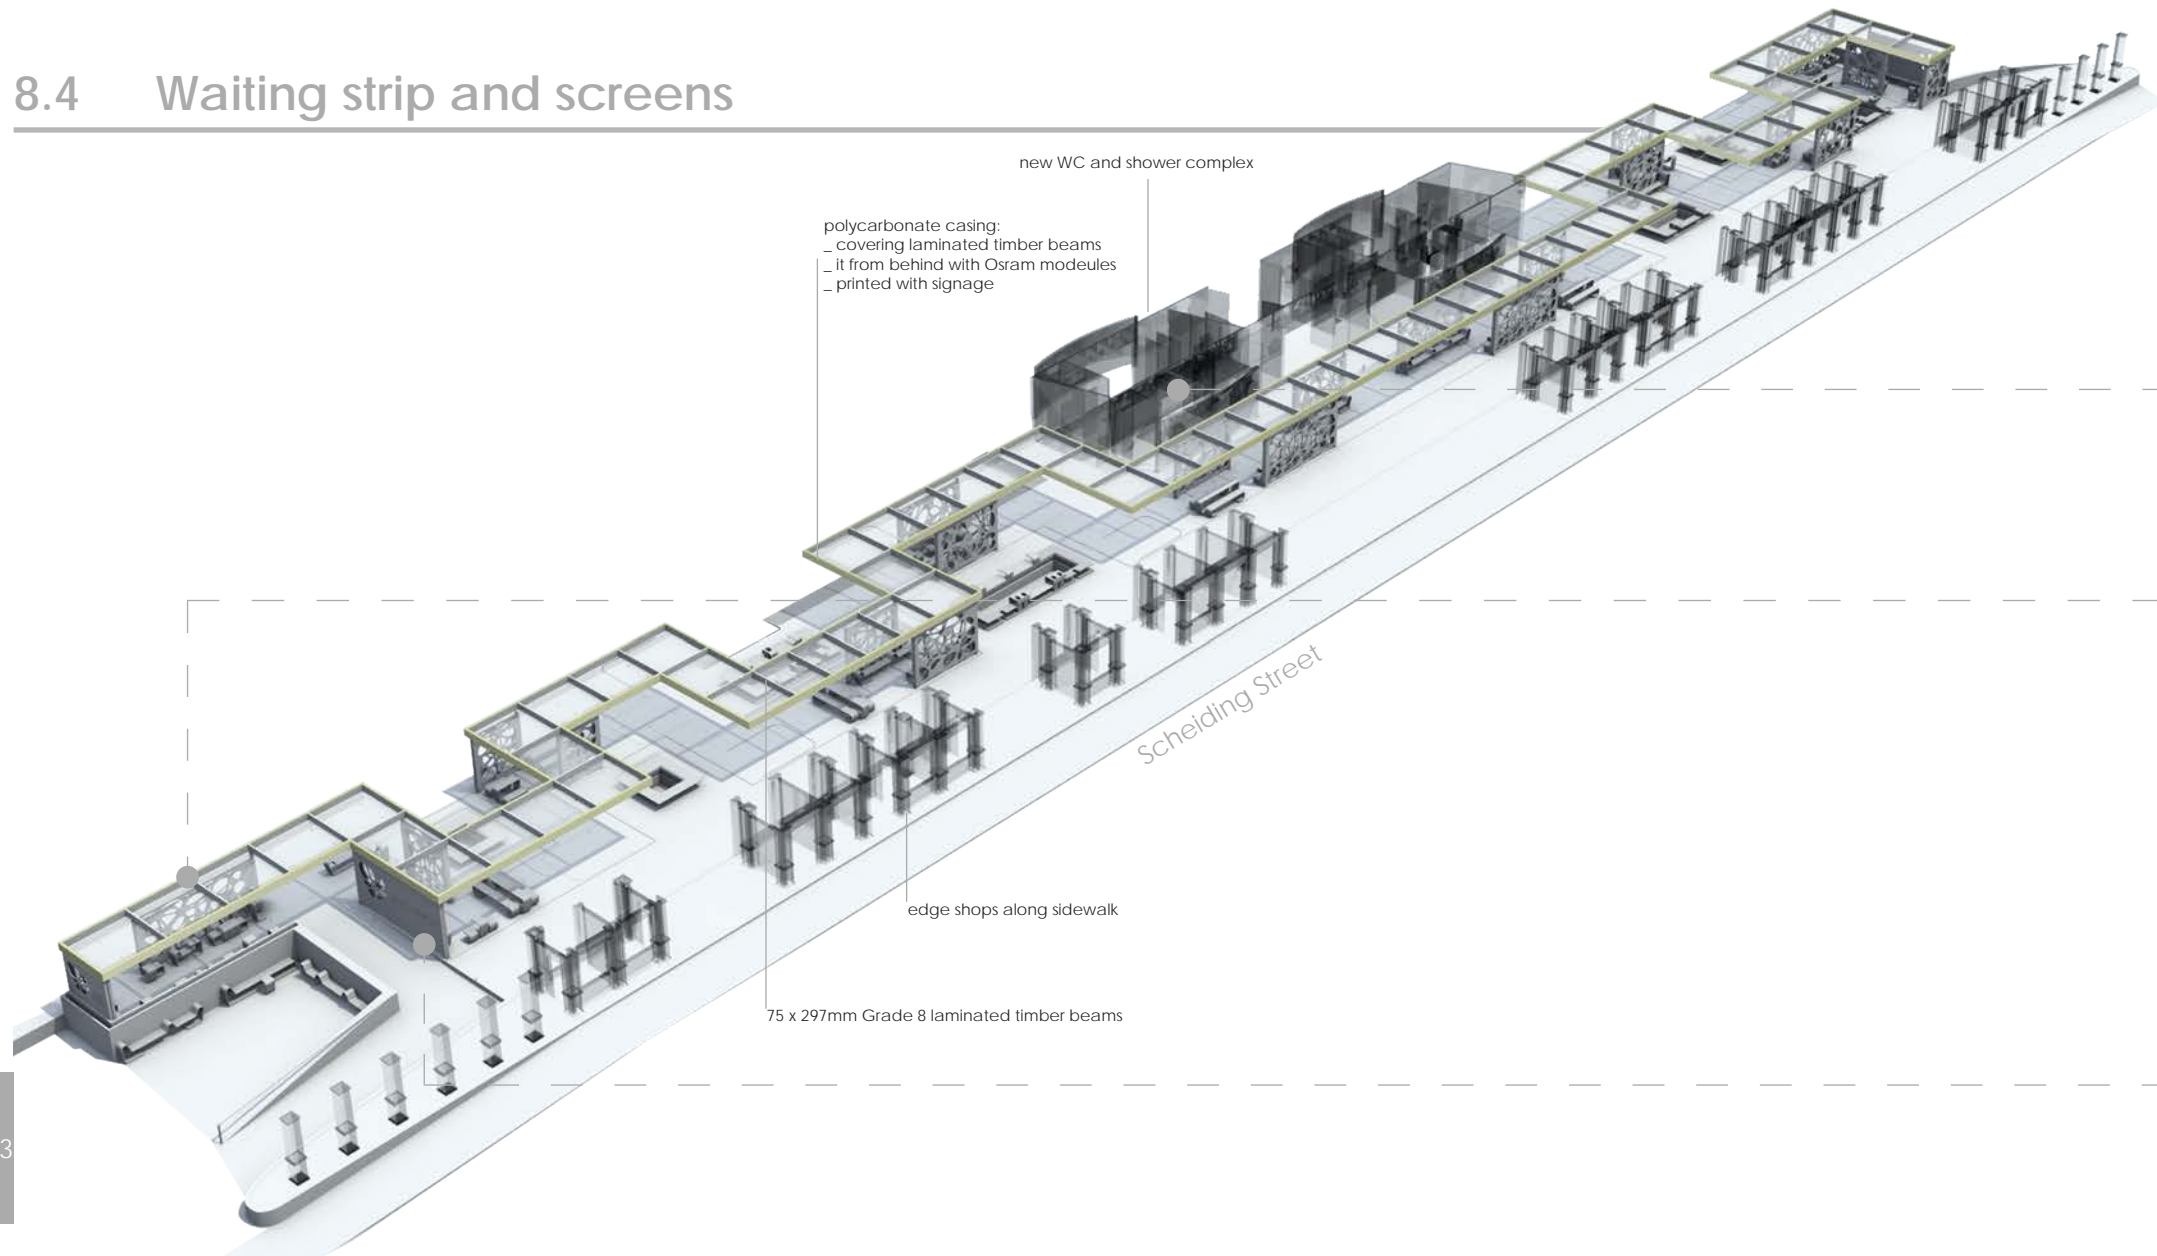 8.4 Waiting strip and screens
new WC and shower complex
polycarbonate casing:
_ covering laminated timber beams
_ it from behind with Osram modeules
_ printed with signage
Scheiding Street
edge shops along sidewalk
75 x 297mm Grade 8 laminated timber beams
3